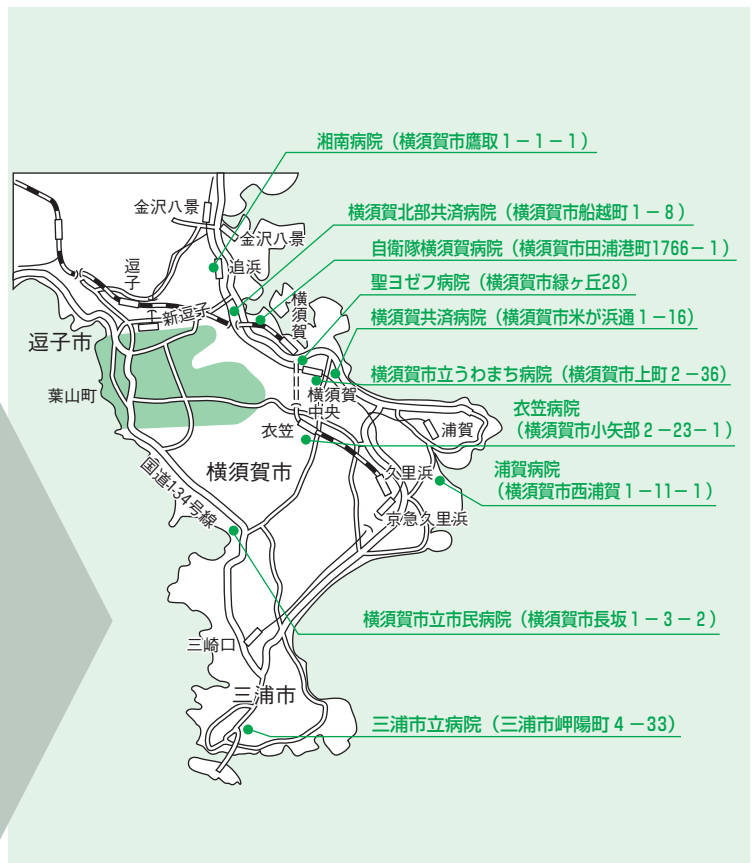 湘南病院（横須賀市鷹取1−1−1）
金沢八景
横須賀北部共済病院（横須賀市船越町1−8）
金沢八景
自衛隊横須賀病院（横須賀市田浦港町1766−1）
追浜
逗子
聖ヨゼフ病院（横須賀市緑ヶ丘28）
横須賀
新逗子
横須賀共済病院（横須賀市米が浜通1−16）
逗子市
横須賀市立うわまち病院（横須賀市上町2−36）
葉山町
横須賀
中央
衣笠病院
（横須賀市小矢部2−23−1）
衣笠
浦賀
横須賀市
久里浜
浦賀病院
（横須賀市西浦賀1−11−1）
国道134号線
京急久里浜
横須賀市立市民病院（横須賀市長坂1−3−2）
三崎口
三浦市
三浦市立病院（三浦市岬陽町4−33）